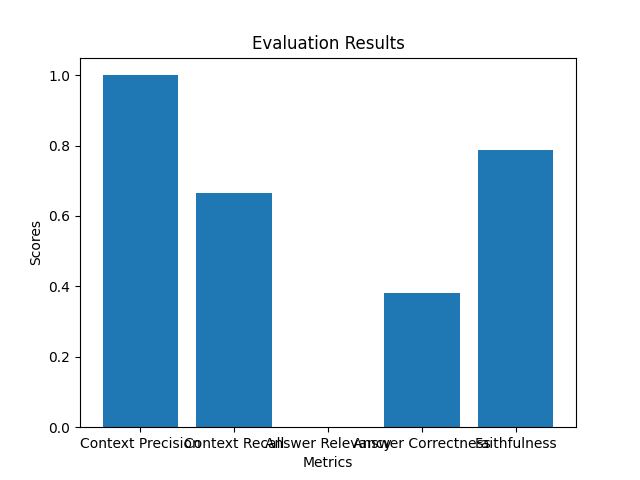 Evaluation Results
1.0
0.8
0.6
0.4
0.2
0.0
Scores
Context Precision Context Recall Answer Relevancy Answer Correctness Faithfulness
Metrics